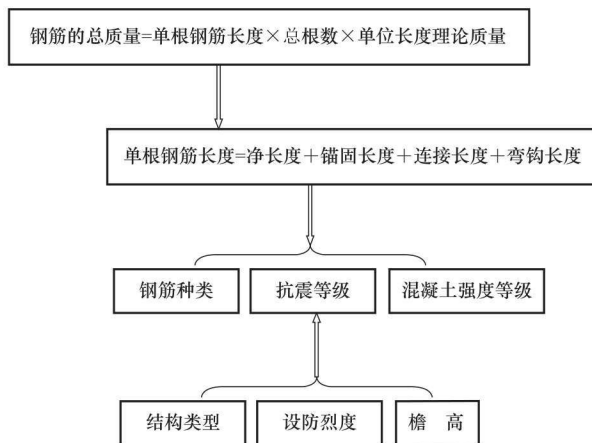 钢筋的总质量=单根钢筋长度×总根数×单位长度理论质量
单根钢筋长度=净长度+锚固长度+连接长度+弯钩长度
钢筋种类
抗震等级
混凝土强度等级
结构类型
设防烈度
檐 高